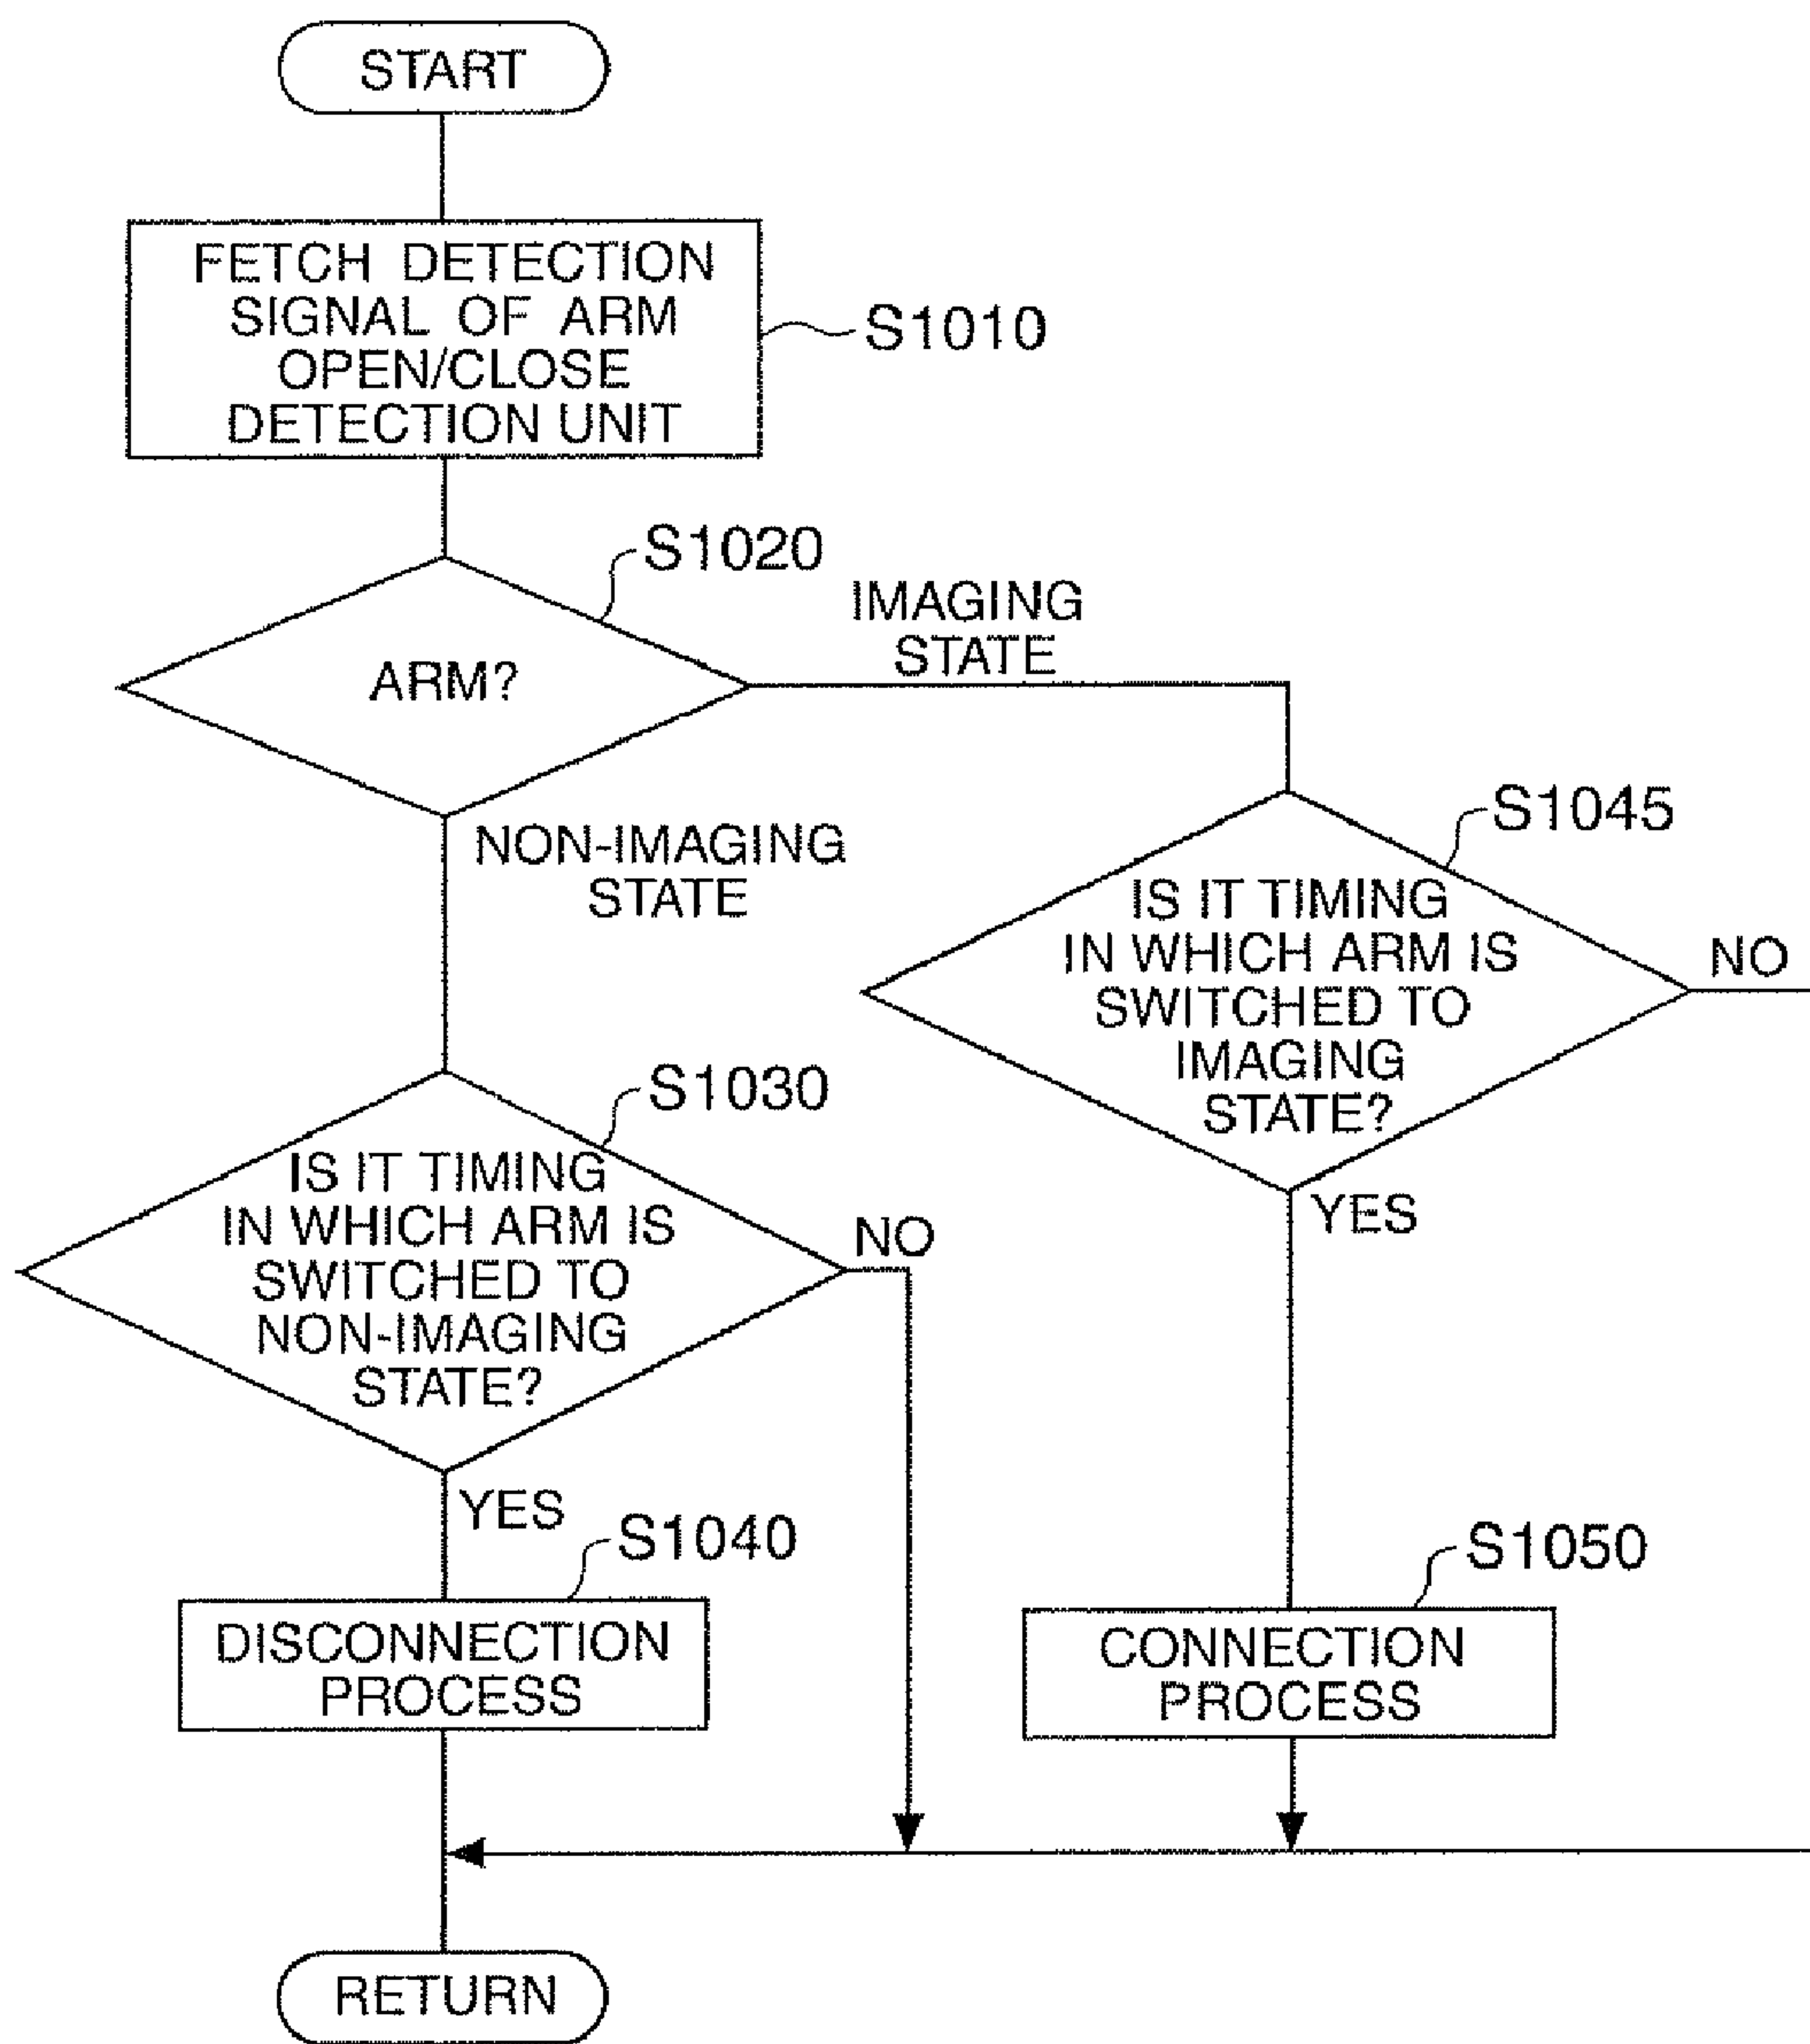 START
FETCH DETECTION
SIGNAL OF ARM
OPEN/CLOSE
DETECTION UNIT
S1010
S1020
ARM?
IMAGING
STATE
NON-IMAGING
STATE
S1045
IS IT TIMING
IN WHICH ARM IS
SWITCHED TO
IMAGING
STATE?
NO
YES
S1030
IS IT TIMING
IN WHICH ARM IS
SWITCHED TO
NON-IMAGING
STATE?
NO
YES
S1040
DISCONNECTION
PROCESS
S1050
CONNECTION
PROCESS
RETURN